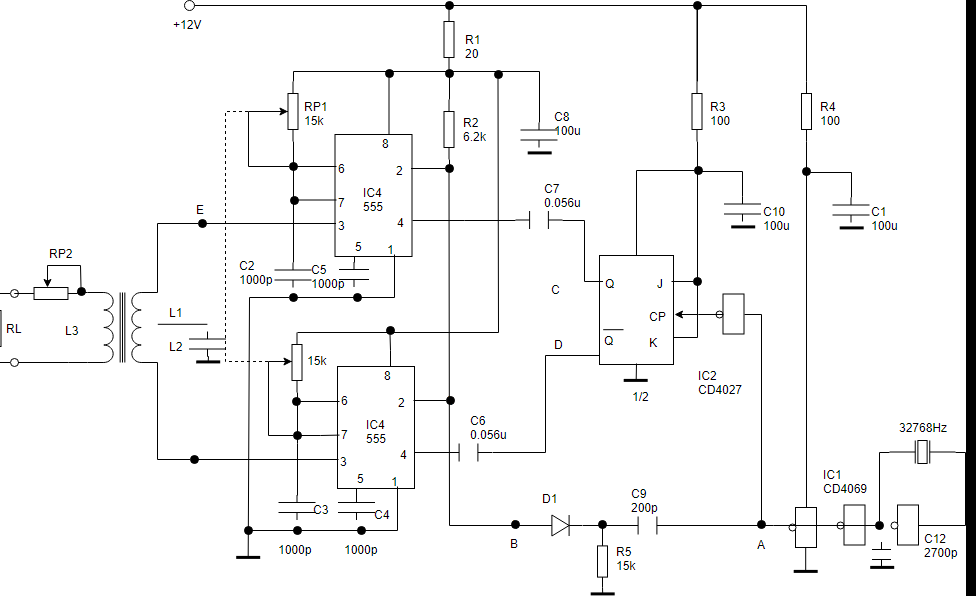 +12V
R1
20
RP1
15k
R2
6.2k
C8
100u
R3
100
R4
100
8
6
2
IC4
555
7
3
4
5
1
E
C7
0.056u
C10
100u
C1
100u
RP2
C2
1000p
C5
1000p
C
Q
J
CP
Q
K
L1
L3
L2
RL
D
15k
8
IC2
CD4027
1/2
6
2
IC4
555
7
3
4
5
1
C6
0.056u
32768Hz
IC1
CD4069
C3
C4
D1
C9
200p
B
A
C12
2700p
1000p
1000p
R5
15k